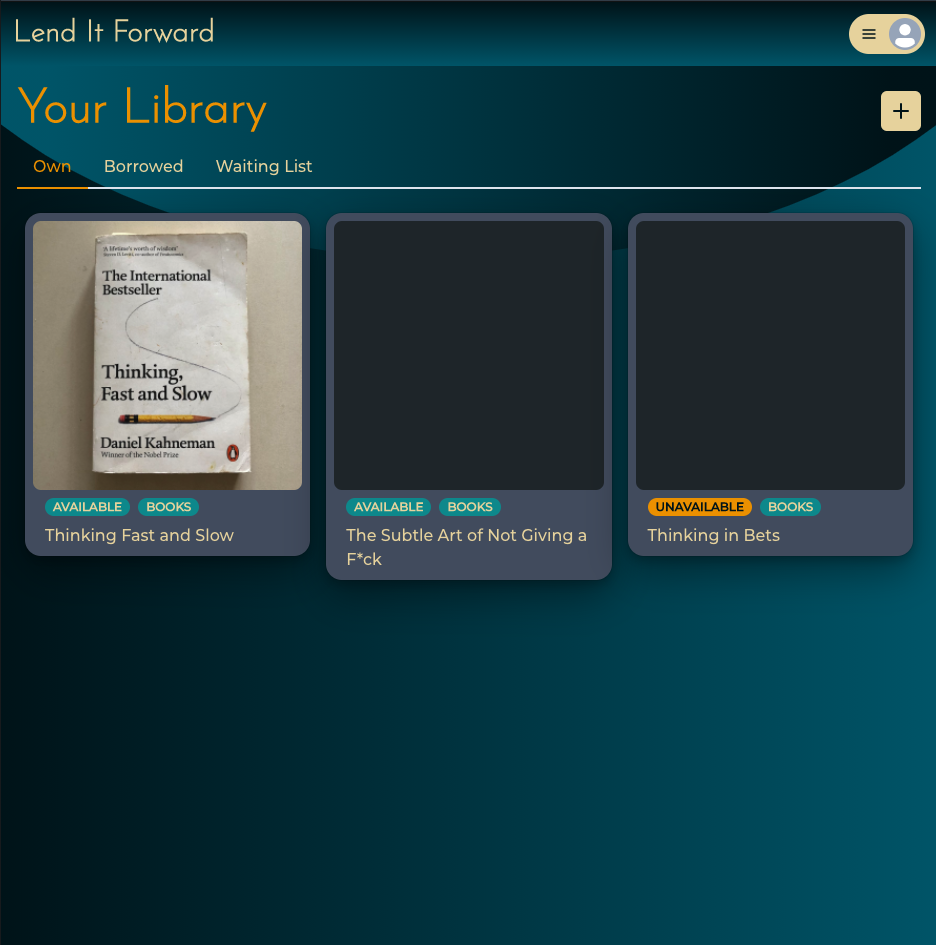 Lend It Forward
Your Library
Own Borrowed Waiting List
'A lifetime's worth of wisdom'
The International
Bestseller
Thinking,
Fast and Slow
Daniel Kahneman
Winner of the Nobel Prize
AVAILABLE BOOKS
Thinking Fast and Slow
AVAILABLE BOOKS
The Subtle Art of Not Giving a
F*ck
UNAVAILABLE BOOKS
Thinking in Bets